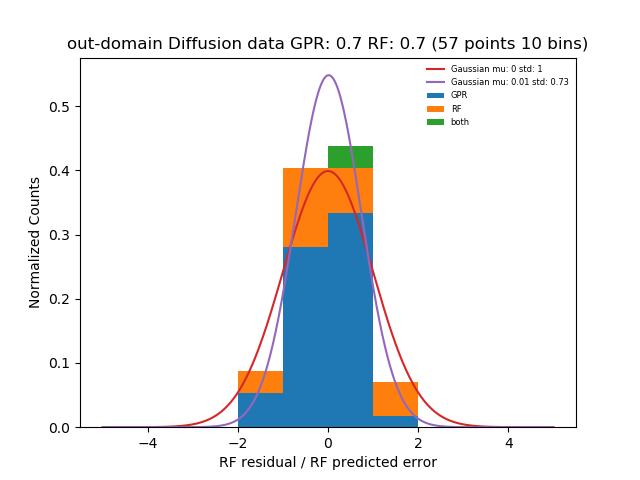 out-domain Diffusion data GPR: 0.7 RF: 0.7 (57 points 10 bins)
Gaussian mu: 0 std: 1
Gaussian mu: 0.01 std: 0.73
GPR
RF
both
Normalized Counts
0.5
0.4
0.3
0.2
0.1
0.0
−4
−2
0
2
4
RF residual / RF predicted error